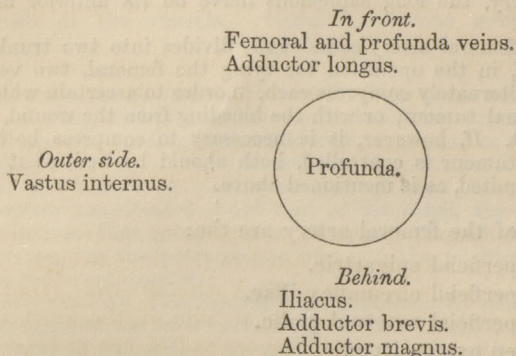 In front.
Femoral and profunda veins.
Adductor longus.
Outer side.
Vastus internus.
Profunda.
Behind.
Iliacus.
Adductor brevis.
Adductor magnus.